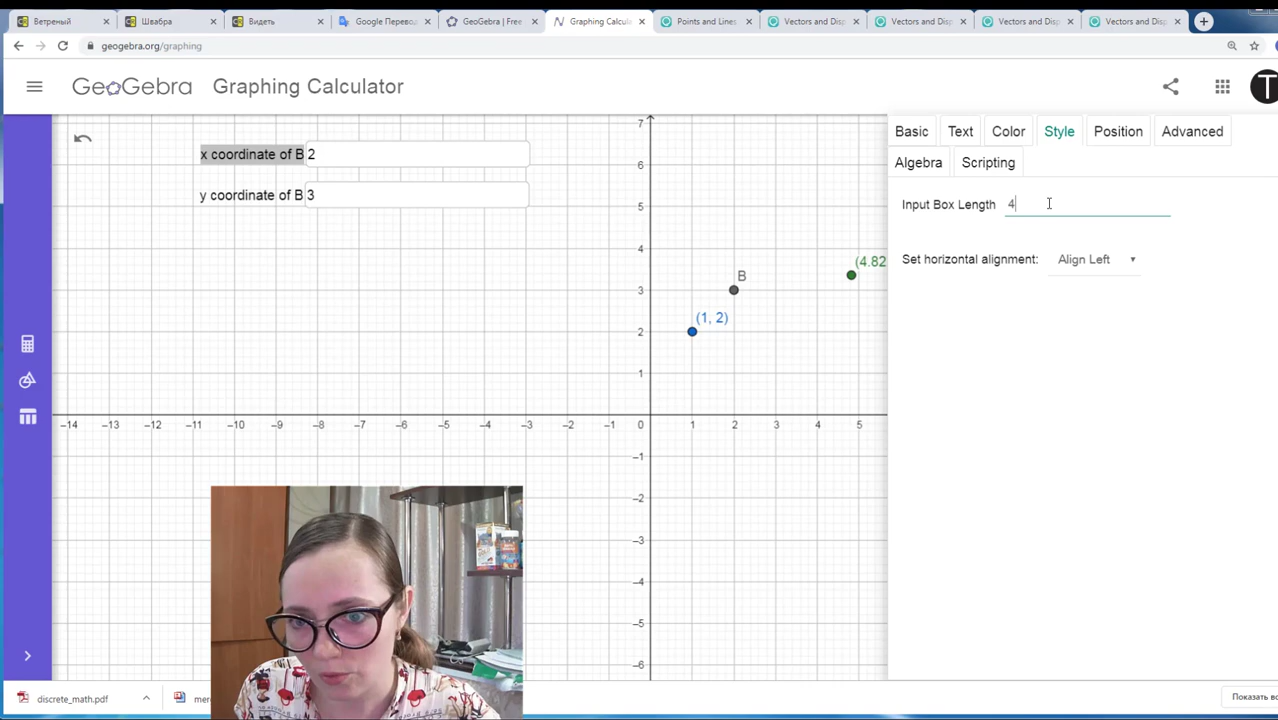 Ветреный
Швабра
Видеть
Google Перевод
GeoGebra | Free
Graphing Calcula
Points and Lines
Vectors and Disp
Vectors and Disp
Vectors and Disp
Vectors and Disp
geogebra.org/graphing
GeoGebra
Graphing Calculator
T
Basic
Text
Color
Style
Position
Advanced
Algebra
Scripting
x coordinate of B 2
y coordinate of B 3
Input Box Length 4
Set horizontal alignment: Align Left
7
6
5
4
3
2
1
–1
–2
–3
–4
–5
–6
(4.82
B
(1, 2)
–14 –13 –12 –11 –10 –9 –8 –7 –6 –5 –4 –3 –2 –1 0 1 2 3 4 5
discrete_math.pdf
Показать вс